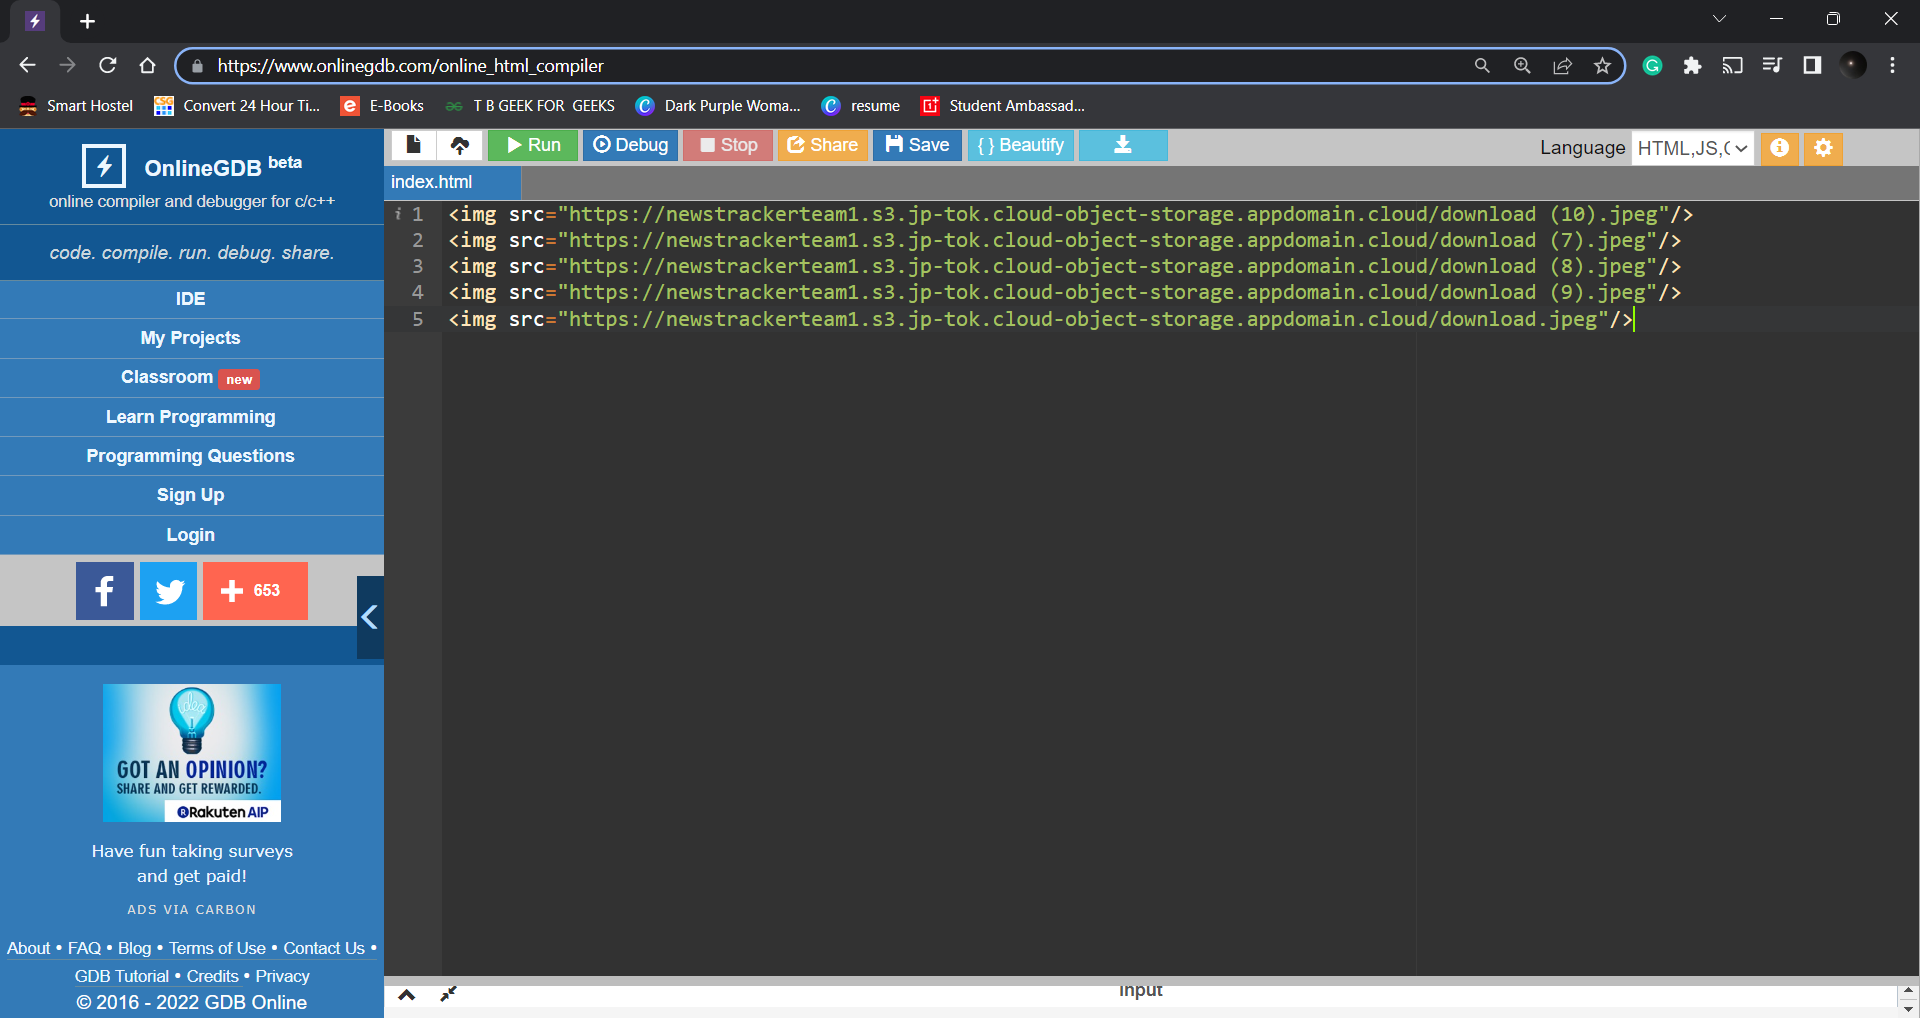 https://www.onlinegdb.com/online_html_compiler
Smart Hostel
Convert 24 Hour Ti...
E-Books
T B GEEK FOR GEEKS
Dark Purple Woma...
resume
Student Ambassad...
OnlineGDB beta
online compiler and debugger for c/c++
code. compile. run. debug. share.
IDE
My Projects
Classroom new
Learn Programming
Programming Questions
Sign Up
Login
653
idea
GOT AN OPINION?
SHARE AND GET REWARDED.
Rakuten AIP
Have fun taking surveys
and get paid!
ADS VIA CARBON
About • FAQ • Blog • Terms of Use • Contact Us •
GDB Tutorial • Credits • Privacy
© 2016 - 2022 GDB Online
Run
Debug
Stop
Share
Save
{ } Beautify
Language HTML,JS,C
index.html
1 <img src="https://newstrackerteam1.s3.jp-tok.cloud-object-storage.appdomain.cloud/download (10).jpeg"/>
2 <img src="https://newstrackerteam1.s3.jp-tok.cloud-object-storage.appdomain.cloud/download (7).jpeg"/>
3 <img src="https://newstrackerteam1.s3.jp-tok.cloud-object-storage.appdomain.cloud/download (8).jpeg"/>
4 <img src="https://newstrackerteam1.s3.jp-tok.cloud-object-storage.appdomain.cloud/download (9).jpeg"/>
5 <img src="https://newstrackerteam1.s3.jp-tok.cloud-object-storage.appdomain.cloud/download.jpeg"/>
input